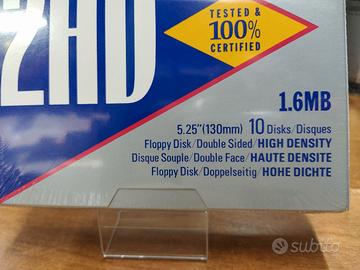 2HD
TESTED &
100%
CERTIFIED
1.6MB
5.25"(130mm) 10 Disks/Disques
Floppy Disk/Double Sided/HIGH DENSITY
Disque Souple/Double Face/HAUTE DENSITE
Floppy Disk/Doppelseitig/HOHE DICHTE
subito